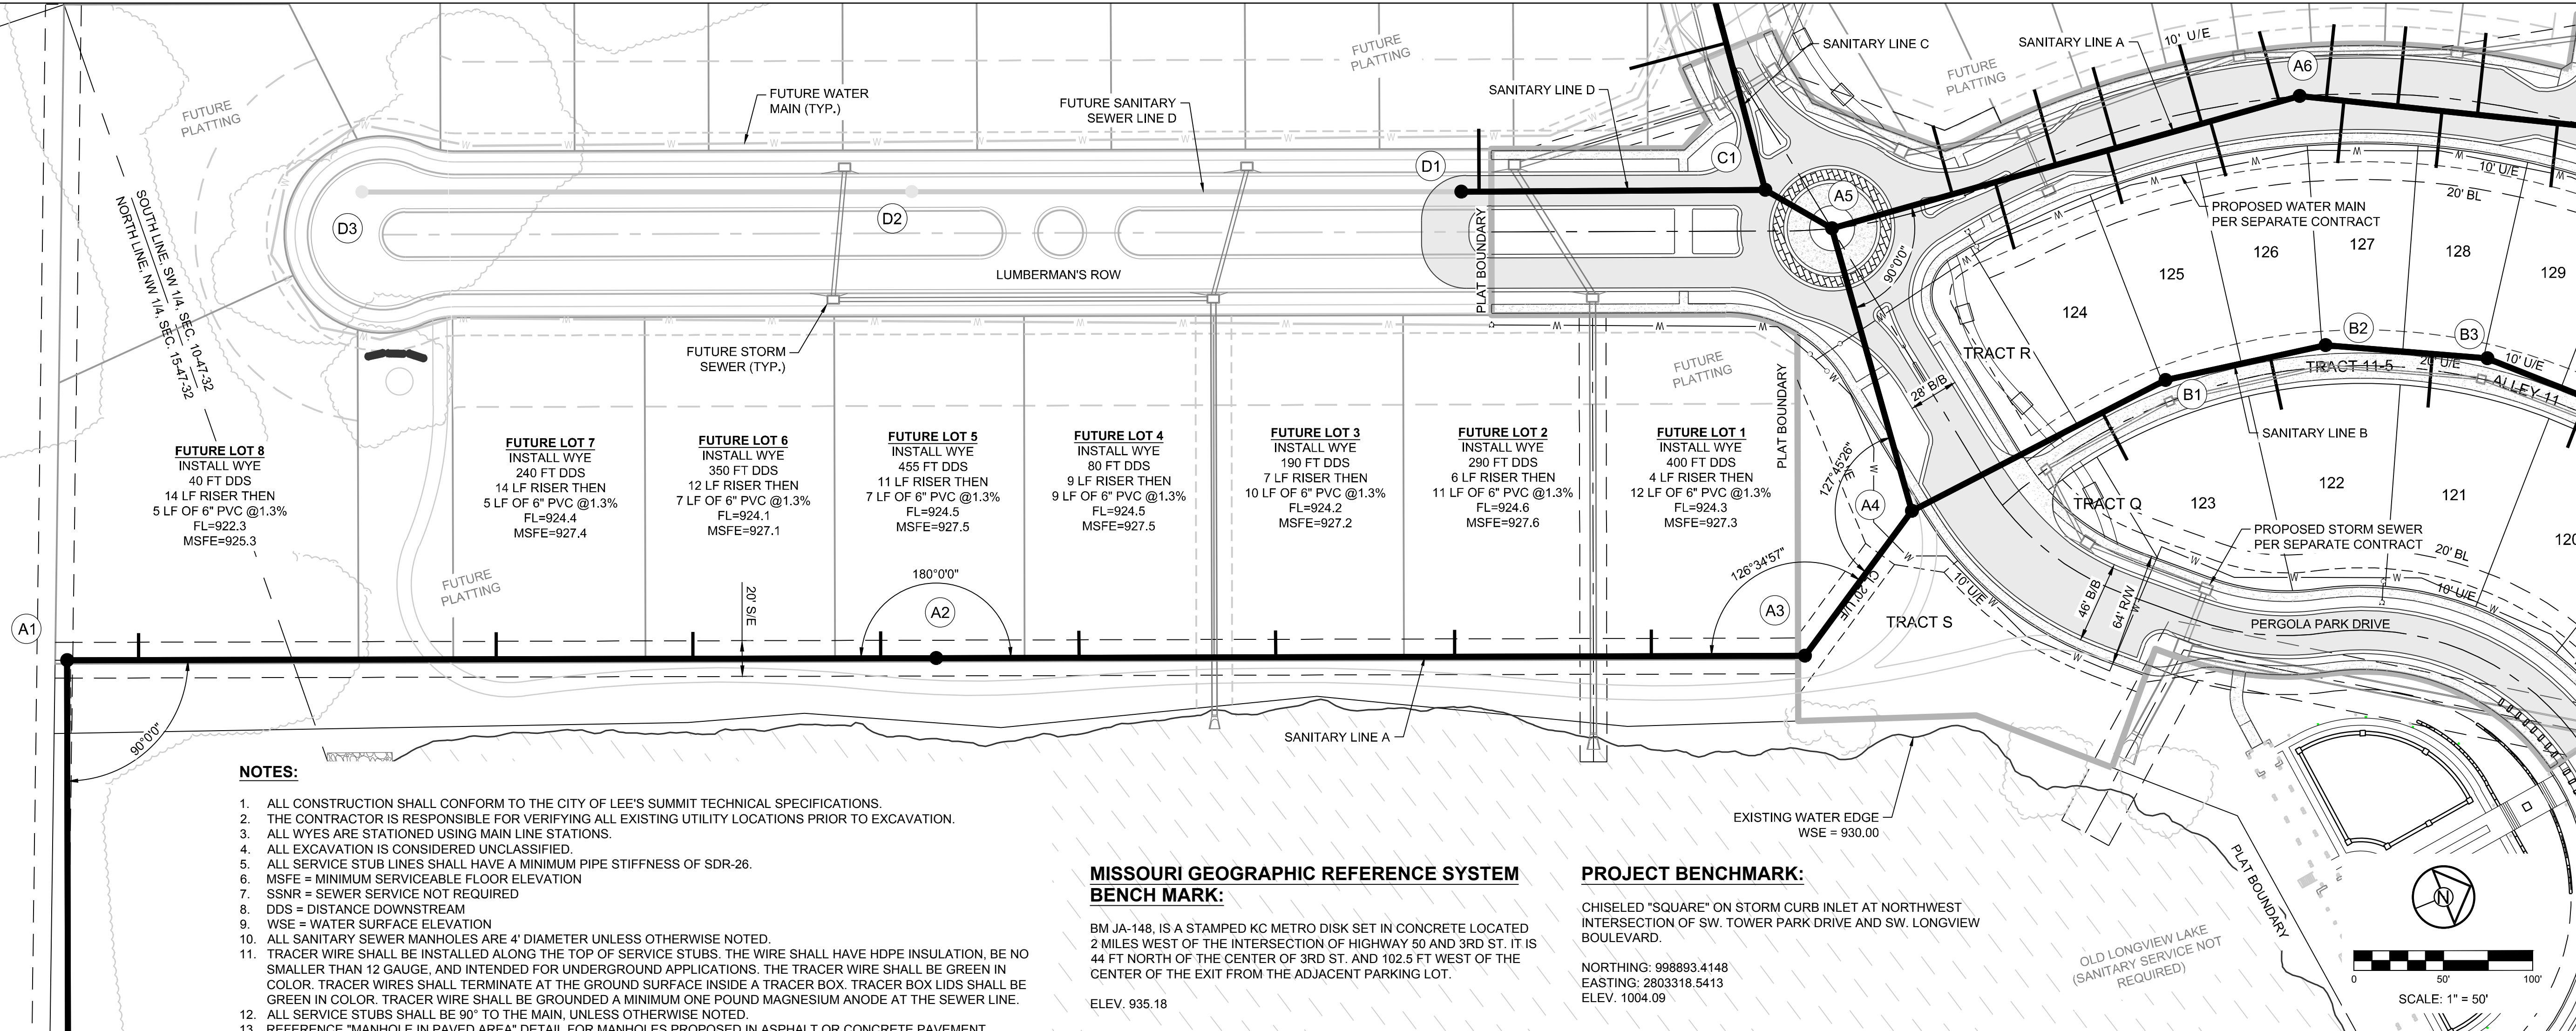 FUTURE
PLATTING
SOUTH LINE, SW 1/4, SEC. 10-47-32
NORTH LINE, NW 1/4, SEC. 15-47-32
FUTURE WATER
MAIN (TYP.)
FUTURE SANITARY
SEWER LINE D
FUTURE
PLATTING
SANITARY LINE D
SANITARY LINE C
FUTURE
PLATTING
SANITARY LINE A
10' U/E
A6
D1
C1
A5
D3
D2
LUMBERMAN'S ROW
PLAT BOUNDARY
90°0'0"
PROPOSED WATER MAIN
PER SEPARATE CONTRACT
10' U/E
20' BL
124
125
126
127
128
129
FUTURE STORM
SEWER (TYP.)
FUTURE
PLATTING
PLAT BOUNDARY
TRACT R
28' B/B
B2
B3
B1
TRACT 11-5
20' U/E
10' U/E
ALLEY 11
SANITARY LINE B
FUTURE LOT 8
INSTALL WYE
40 FT DDS
14 LF RISER THEN
5 LF OF 6" PVC @1.3%
FL=922.3
MSFE=925.3
FUTURE LOT 7
INSTALL WYE
240 FT DDS
14 LF RISER THEN
5 LF OF 6" PVC @1.3%
FL=924.4
MSFE=927.4
FUTURE LOT 6
INSTALL WYE
350 FT DDS
12 LF RISER THEN
7 LF OF 6" PVC @1.3%
FL=924.1
MSFE=927.1
FUTURE LOT 5
INSTALL WYE
455 FT DDS
11 LF RISER THEN
7 LF OF 6" PVC @1.3%
FL=924.5
MSFE=927.5
FUTURE LOT 4
INSTALL WYE
80 FT DDS
9 LF RISER THEN
9 LF OF 6" PVC @1.3%
FL=924.5
MSFE=927.5
FUTURE LOT 3
INSTALL WYE
190 FT DDS
7 LF RISER THEN
10 LF OF 6" PVC @1.3%
FL=924.2
MSFE=927.2
FUTURE LOT 2
INSTALL WYE
290 FT DDS
6 LF RISER THEN
11 LF OF 6" PVC @1.3%
FL=924.6
MSFE=927.6
FUTURE LOT 1
INSTALL WYE
400 FT DDS
4 LF RISER THEN
12 LF OF 6" PVC @1.3%
FL=924.3
MSFE=927.3
127°45'26"
A4
TRACT Q
123
122
121
120
PROPOSED STORM SEWER
PER SEPARATE CONTRACT
20' BL
FUTURE
PLATTING
20' S/E
180°0'0"
A2
126°34'57"
A3
20' U/E
10' U/E
TRACT S
46' B/B
64' R/W
10' U/E
PERGOLA PARK DRIVE
A1
90°0'0"
SANITARY LINE A
EXISTING WATER EDGE
WSE = 930.00
PLAT BOUNDARY
NOTES:
1. ALL CONSTRUCTION SHALL CONFORM TO THE CITY OF LEE'S SUMMIT TECHNICAL SPECIFICATIONS.
2. THE CONTRACTOR IS RESPONSIBLE FOR VERIFYING ALL EXISTING UTILITY LOCATIONS PRIOR TO EXCAVATION.
3. ALL WYES ARE STATIONED USING MAIN LINE STATIONS.
4. ALL EXCAVATION IS CONSIDERED UNCLASSIFIED.
5. ALL SERVICE STUB LINES SHALL HAVE A MINIMUM PIPE STIFFNESS OF SDR-26.
6. MSFE = MINIMUM SERVICEABLE FLOOR ELEVATION
7. SSNR = SEWER SERVICE NOT REQUIRED
8. DDS = DISTANCE DOWNSTREAM
9. WSE = WATER SURFACE ELEVATION
10. ALL SANITARY SEWER MANHOLES ARE 4' DIAMETER UNLESS OTHERWISE NOTED.
11. TRACER WIRE SHALL BE INSTALLED ALONG THE TOP OF SERVICE STUBS. THE WIRE SHALL HAVE HDPE INSULATION, BE NO
SMALLER THAN 12 GAUGE, AND INTENDED FOR UNDERGROUND APPLICATIONS. THE TRACER WIRE SHALL BE GREEN IN
COLOR. TRACER WIRES SHALL TERMINATE AT THE GROUND SURFACE INSIDE A TRACER BOX. TRACER BOX LIDS SHALL BE
GREEN IN COLOR. TRACER WIRE SHALL BE GROUNDED A MINIMUM ONE POUND MAGNESIUM ANODE AT THE SEWER LINE.
12. ALL SERVICE STUBS SHALL BE 90° TO THE MAIN, UNLESS OTHERWISE NOTED.
13. REFERENCE "MANHOLE IN PAVED AREA" DETAIL FOR MANHOLES PROPOSED IN ASPHALT OR CONCRETE PAVEMENT
MISSOURI GEOGRAPHIC REFERENCE SYSTEM
BENCH MARK:
BM JA-148, IS A STAMPED KC METRO DISK SET IN CONCRETE LOCATED
2 MILES WEST OF THE INTERSECTION OF HIGHWAY 50 AND 3RD ST. IT IS
44 FT NORTH OF THE CENTER OF 3RD ST. AND 102.5 FT WEST OF THE
CENTER OF THE EXIT FROM THE ADJACENT PARKING LOT.
ELEV. 935.18
PROJECT BENCHMARK:
CHISELED "SQUARE" ON STORM CURB INLET AT NORTHWEST
INTERSECTION OF SW. TOWER PARK DRIVE AND SW. LONGVIEW
BOULEVARD.
NORTHING: 998893.4148
EASTING: 2803318.5413
ELEV. 1004.09
OLD LONGVIEW LAKE
(SANITARY SERVICE NOT
REQUIRED)
N
0 50' 100'
SCALE: 1" = 50'